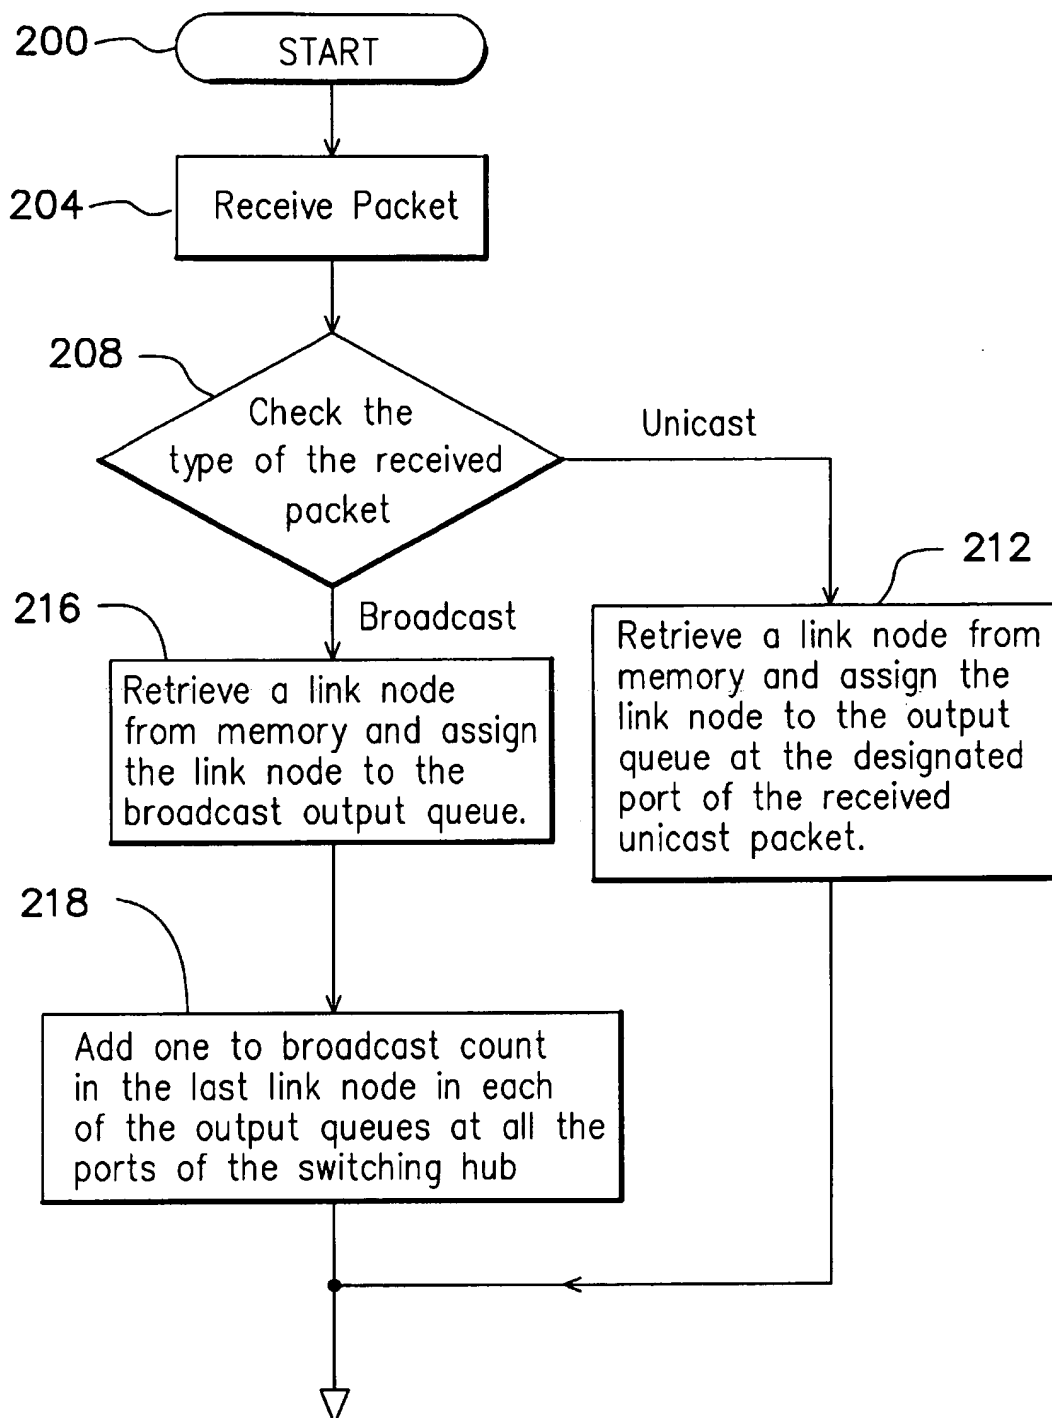 200
START
204
Receive Packet
208
Check the
type of the received
packet
Unicast
212
216
Broadcast
Retrieve a link node from
memory and assign the
link node to the output
queue at the designated
port of the received
unicast packet.
Retrieve a link node
from memory and assign
the link node to the
broadcast output queue.
218
Add one to broadcast count
in the last link node in each
of the output queues at all the
ports of the switching hub